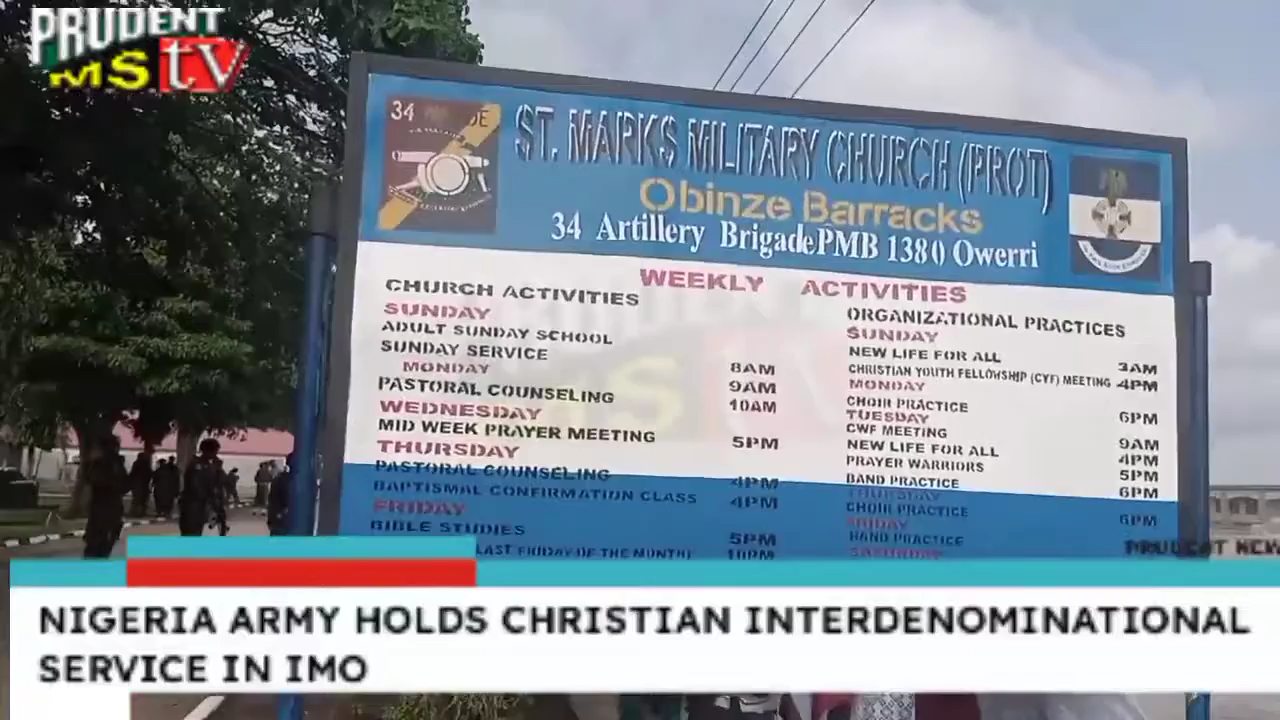 PRUDENT
MS tv
34
ST. MARKS MILITARY CHURCH (PROT)
Obinze Barracks
34 Artillery Brigade PMB 1380 Owerri
WEEKLY ACTIVITIES
CHURCH ACTIVITIES
SUNDAY
ADULT SUNDAY SCHOOL 8AM
SUNDAY SERVICE 9AM
MONDAY
PASTORAL COUNSELING 10AM
WEDNESDAY
MID WEEK PRAYER MEETING 5PM
THURSDAY
PASTORAL COUNSELING 4PM
BAPTISMAL CONFIRMATION CLASS 4PM
FRIDAY
BIBLE STUDIES 5PM
LAST FRIDAY OF THE MONTH) 10PM
ORGANIZATIONAL PRACTICES
SUNDAY
NEW LIFE FOR ALL 3AM
CHRISTIAN YOUTH FELLOWSHIP (CYF) MEETING 4PM
MONDAY
CHOIR PRACTICE 6PM
TUESDAY
CWF MEETING 9AM
NEW LIFE FOR ALL 4PM
PRAYER WARRIORS 5PM
BAND PRACTICE 6PM
THURSDAY
CHOIR PRACTICE 6PM
FRIDAY
BAND PRACTICE
SATURDAY
PRUDENT NEW
NIGERIA ARMY HOLDS CHRISTIAN INTERDENOMINATIONAL
SERVICE IN IMO